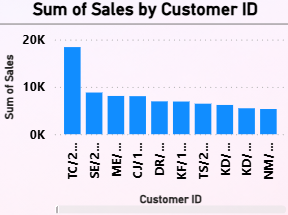 Sum of Sales by Customer ID
Sum of Sales
20K
10K
0K
TC/2...
SE/2...
ME/...
CJ/1...
DR/...
KF/1...
TS/2...
KD/...
KD/...
NM/...
Customer ID